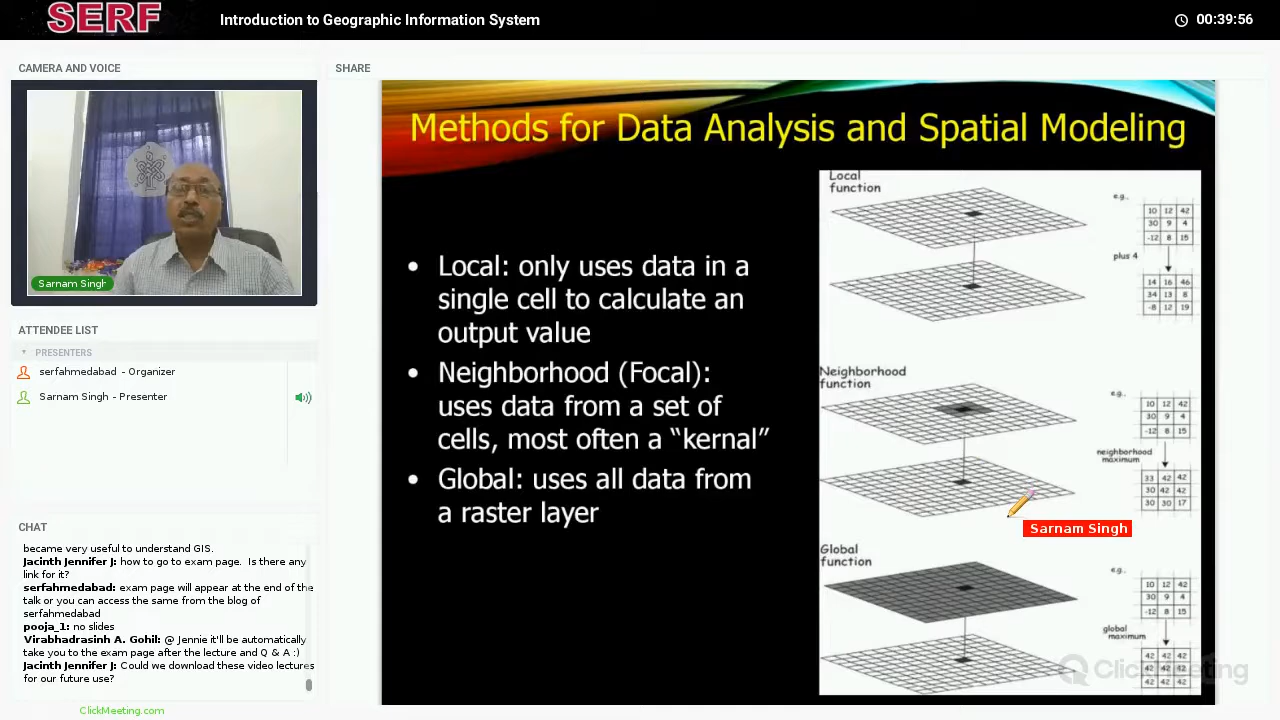 SERF
Introduction to Geographic Information System
00:39:56
CAMERA AND VOICE
Sarnam Singh
ATTENDEE LIST
PRESENTERS
serfahmedabad - Organizer
Sarnam Singh - Presenter
CHAT
became very useful to understand GIS.
Jacinth Jennifer J: how to go to exam page. Is there any
link for it?
serfahmedabad: exam page will appear at the end of the
talk or you can access the same from the blog of
serfahmedabad
pooja_1: no slides
Virabhadrasinh A. Gohil: @ Jennie it'll be automatically
take you to the exam page after the lecture and Q & A :)
Jacinth Jennifer J: Could we download these video lectures
for our future use?
ClickMeeting.com
SHARE
Methods for Data Analysis and Spatial Modeling
• Local: only uses data in a
single cell to calculate an
output value
• Neighborhood (Focal):
uses data from a set of
cells, most often a “kernel”
• Global: uses all data from
a raster layer
Local
function
e.g.,
10 12 42
30 9 4
-12 8 15
plus 4
14 16 46
34 13 8
-8 12 19
Neighborhood
function
e.g.,
10 12 42
30 9 4
-12 8 15
neighborhood
maximum
33 42 42
30 42 42
30 30 17
Sarnam Singh
Global
function
e.g.,
10 12 42
30 9 4
-12 8 15
global
maximum
42 42 42
42 42 42
42 42 42
ClickMeeting